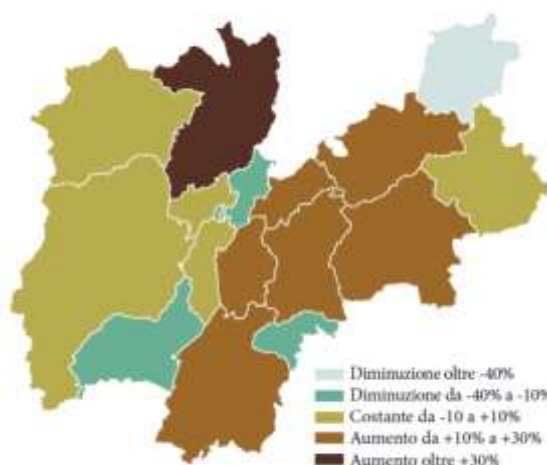 Diminuzione oltre -40%
Diminuzione da -40% a -10%
Costante da -10 a +10%
Aumento da +10% a +30%
Aumento oltre +30%